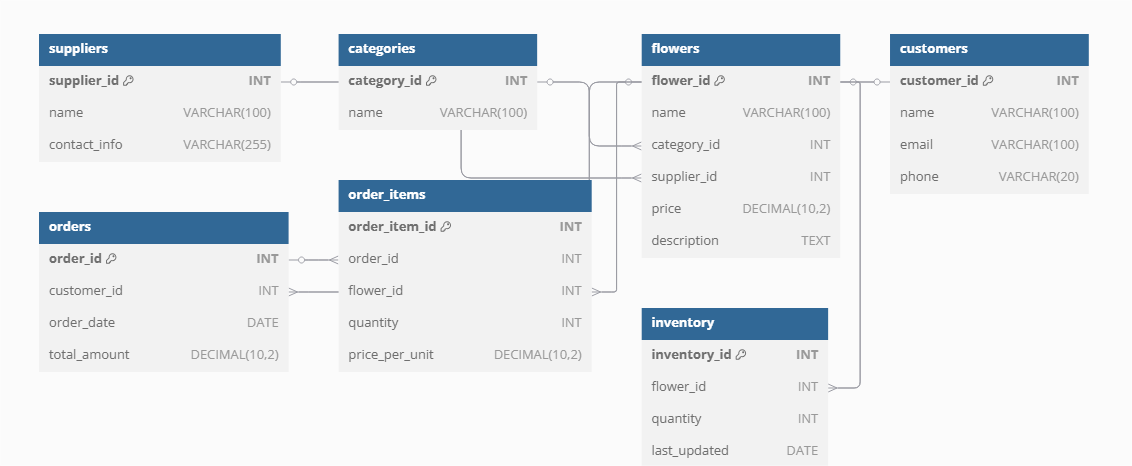 suppliers
supplier_id INT
name VARCHAR(100)
contact_info VARCHAR(255)
categories
category_id INT
name VARCHAR(100)
flowers
flower_id INT
name VARCHAR(100)
category_id INT
supplier_id INT
price DECIMAL(10,2)
description TEXT
customers
customer_id INT
name VARCHAR(100)
email VARCHAR(100)
phone VARCHAR(20)
orders
order_id INT
customer_id INT
order_date DATE
total_amount DECIMAL(10,2)
order_items
order_item_id INT
order_id INT
flower_id INT
quantity INT
price_per_unit DECIMAL(10,2)
inventory
inventory_id INT
flower_id INT
quantity INT
last_updated DATE